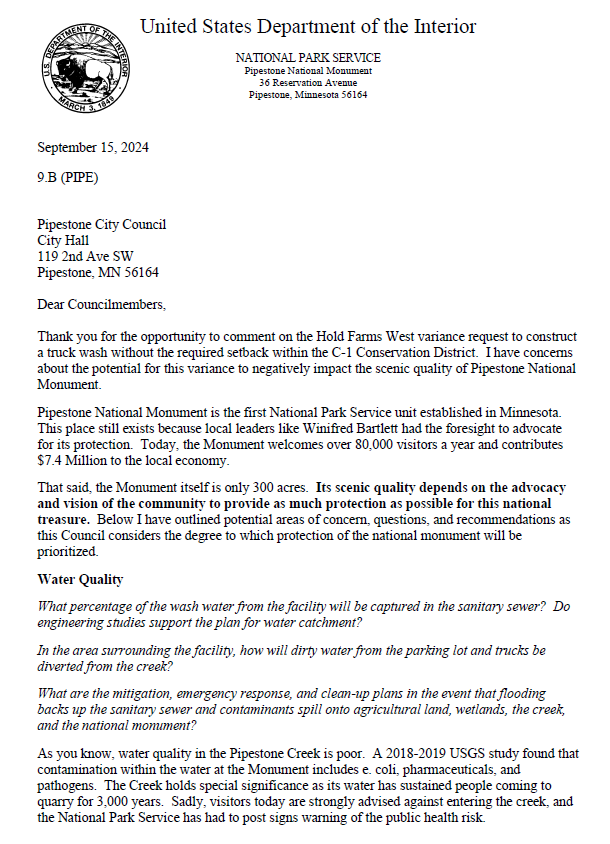 United States Department of the Interior
U.S. DEPARTMENT OF THE INTERIOR
MARCH 3, 1849
NATIONAL PARK SERVICE
Pipestone National Monument
36 Reservation Avenue
Pipestone, Minnesota 56164
September 15, 2024
9.B (PIPE)
Pipestone City Council
City Hall
119 2nd Ave SW
Pipestone, MN 56164
Dear Councilmembers,
Thank you for the opportunity to comment on the Hold Farms West variance request to construct
a truck wash without the required setback within the C-1 Conservation District.  I have concerns
about the potential for this variance to negatively impact the scenic quality of Pipestone National
Monument.
Pipestone National Monument is the first National Park Service unit established in Minnesota.
This place still exists because local leaders like Winifred Bartlett had the foresight to advocate
for its protection.  Today, the Monument welcomes over 80,000 visitors a year and contributes
$7.4 Million to the local economy.
That said, the Monument itself is only 300 acres.  Its scenic quality depends on the advocacy
and vision of the community to provide as much protection as possible for this national
treasure.  Below I have outlined potential areas of concern, questions, and recommendations as
this Council considers the degree to which protection of the national monument will be
prioritized.
Water Quality
What percentage of the wash water from the facility will be captured in the sanitary sewer?  Do
engineering studies support the plan for water catchment?
In the area surrounding the facility, how will dirty water from the parking lot and trucks be
diverted from the creek?
What are the mitigation, emergency response, and clean-up plans in the event that flooding
backs up the sanitary sewer and contaminants spill onto agricultural land, wetlands, the creek,
and the national monument?
As you know, water quality in the Pipestone Creek is poor.  A 2018-2019 USGS study found that
contamination within the water at the Monument includes e. coli, pharmaceuticals, and
pathogens.  The Creek holds special significance as its water has sustained people coming to
quarry for 3,000 years.  Sadly, visitors today are strongly advised against entering the creek, and
the National Park Service has had to post signs warning of the public health risk.